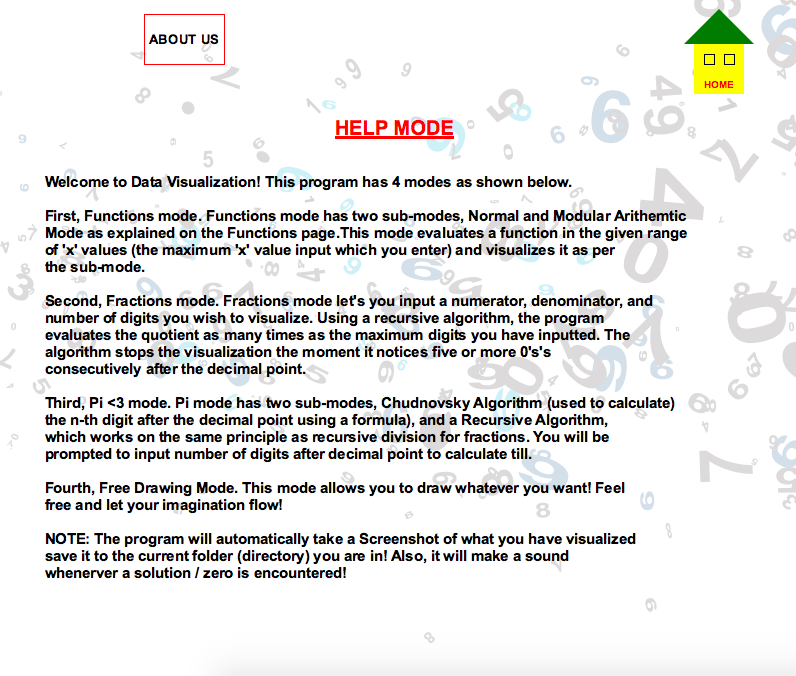 ABOUT US
HOME
HELP MODE
Welcome to Data Visualization! This program has 4 modes as shown below.
First, Functions mode. Functions mode has two sub-modes, Normal and Modular Arithemtic
Mode as explained on the Functions page.This mode evaluates a function in the given range
of 'x' values (the maximum 'x' value input which you enter) and visualizes it as per
the sub-mode.
Second, Fractions mode. Fractions mode let's you input a numerator, denominator, and
number of digits you wish to visualize. Using a recursive algorithm, the program
evaluates the quotient as many times as the maximum digits you have inputted. The
algorithm stops the visualization the moment it notices five or more 0's's
consecutively after the decimal point.
Third, Pi <3 mode. Pi mode has two sub-modes, Chudnovsky Algorithm (used to calculate)
the n-th digit after the decimal point using a formula), and a Recursive Algorithm,
which works on the same principle as recursive division for fractions. You will be
prompted to input number of digits after decimal point to calculate till.
Fourth, Free Drawing Mode. This mode allows you to draw whatever you want! Feel
free and let your imagination flow!
NOTE: The program will automatically take a Screenshot of what you have visualized
save it to the current folder (directory) you are in! Also, it will make a sound
whenerver a solution / zero is encountered!